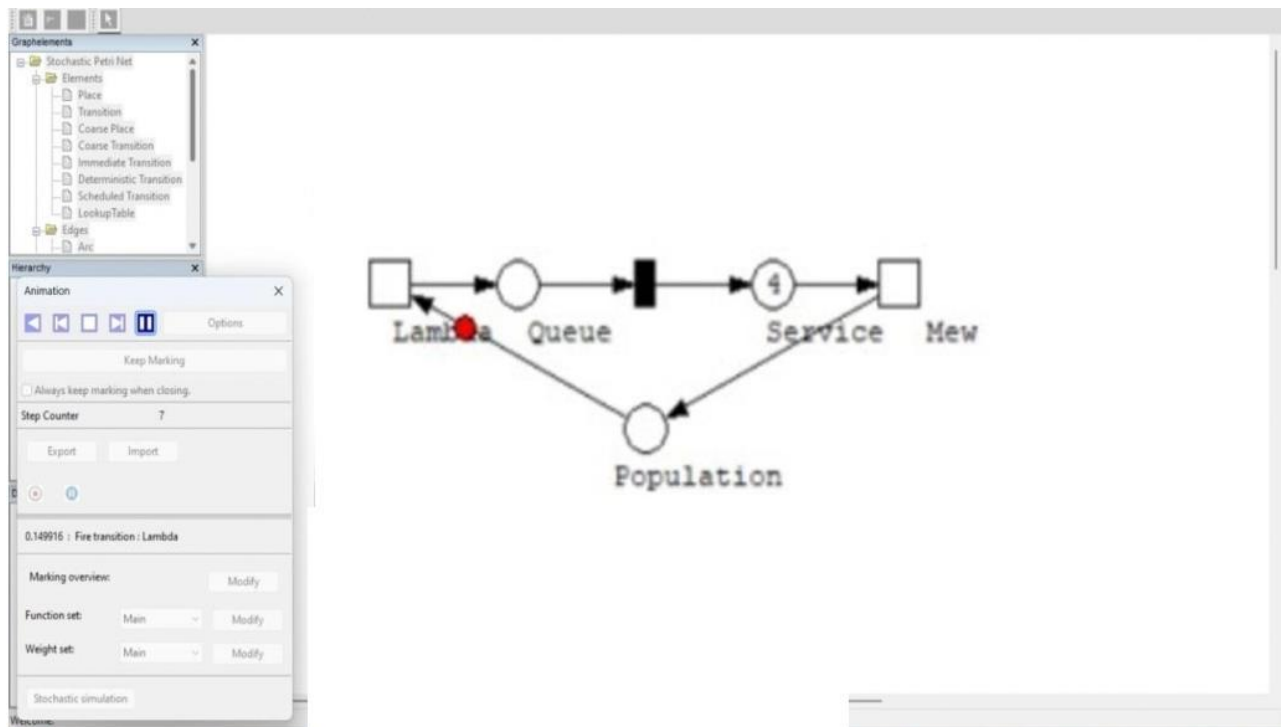 Graphelements
Stochastic Petri Net
Elements
Place
Transition
Coarse Place
Coarse Transition
Immediate Transition
Deterministic Transition
Scheduled Transition
LookupTable
Edges
Arc
Hierarchy
Animation
Options
Keep Marking
Always keep marking when closing.
Step Counter 7
Export Import
0.149916 : Fire transition : Lambda
Marking overview: Modify
Function set: Main Modify
Weight set: Main Modify
Stochastic simulation
Welcome.
4
Lambda Queue Service Mew
Population